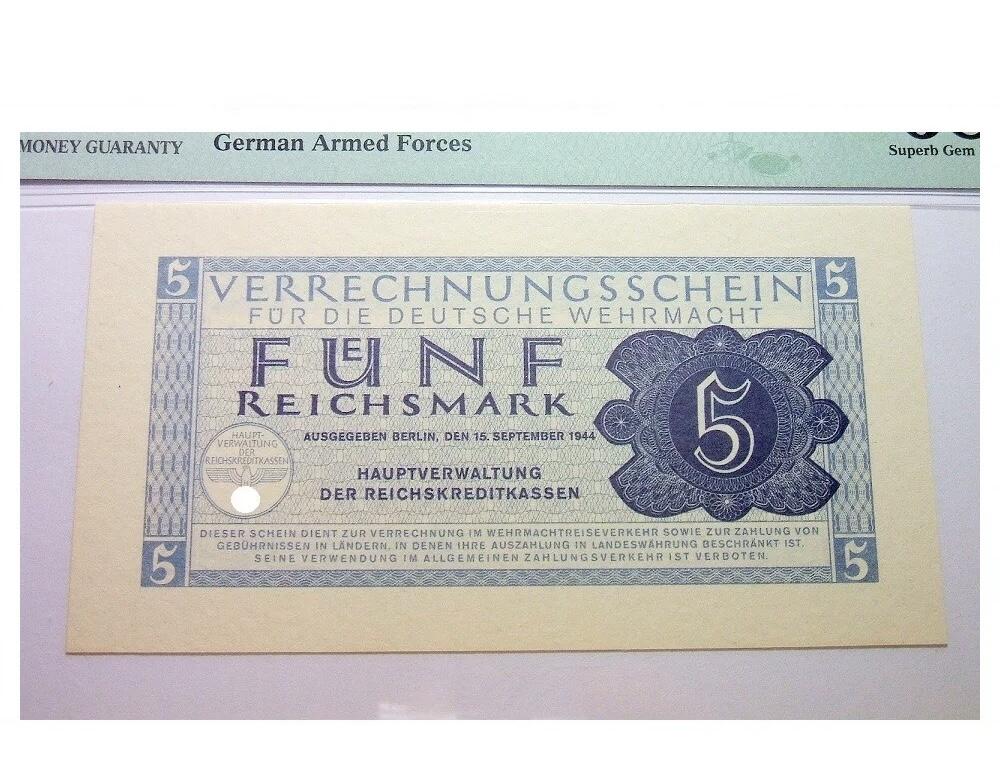 MONEY GUARANTY
German Armed Forces
Superb Gem
5
5
VERRECHNUNGSSCHEIN
FÜR DIE DEUTSCHE WEHRMACHT
FUENF
REICHSMARK
5
AUSGEGEBEN BERLIN, DEN 15. SEPTEMBER 1944
HAUPT-
VERWALTUNG
DER
REICHSKREDITKASSEN
HAUPTVERWALTUNG
DER REICHSKREDITKASSEN
DIESER SCHEIN DIENT ZUR VERRECHNUNG IM WEHRMACHTREISEVERKEHR SOWIE ZUR ZAHLUNG VON
GEBÜHRNISSEN IN LÄNDERN, IN DENEN IHRE AUSZAHLUNG IN LANDESWÄHRUNG BESCHRÄNKT IST.
SEINE VERWENDUNG IM ALLGEMEINEN ZAHLUNGSVERKEHR IST VERBOTEN.
5
5